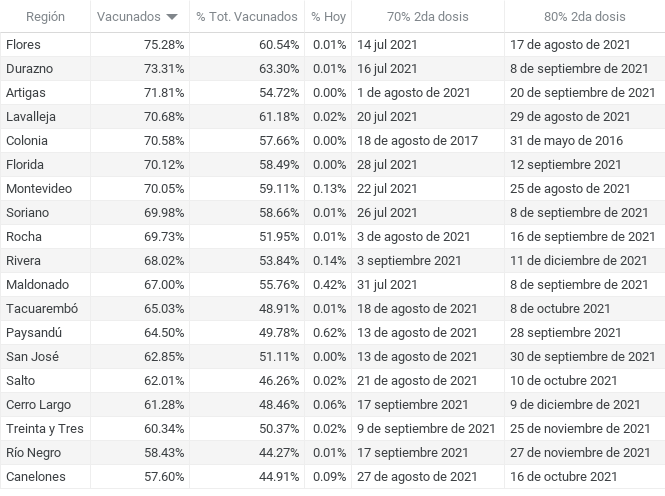 Región Vacunados % Tot. Vacunados % Hoy 70% 2da dosis 80% 2da dosis
Flores 75.28% 60.54% 0.01% 14 jul 2021 17 de agosto de 2021
Durazno 73.31% 63.30% 0.01% 16 jul 2021 8 de septiembre de 2021
Artigas 71.81% 54.72% 0.00% 1 de agosto de 2021 20 de septiembre de 2021
Lavalleja 70.68% 61.18% 0.02% 20 jul 2021 29 de agosto de 2021
Colonia 70.58% 57.66% 0.00% 18 de agosto de 2017 31 de mayo de 2016
Florida 70.12% 58.49% 0.00% 28 jul 2021 12 septiembre 2021
Montevideo 70.05% 59.11% 0.13% 22 jul 2021 25 de agosto de 2021
Soriano 69.98% 58.66% 0.01% 26 jul 2021 8 de septiembre de 2021
Rocha 69.73% 51.95% 0.01% 3 de agosto de 2021 16 de septiembre de 2021
Rivera 68.02% 53.84% 0.14% 3 septiembre 2021 11 de diciembre de 2021
Maldonado 67.00% 55.76% 0.42% 31 jul 2021 8 de septiembre de 2021
Tacuarembó 65.03% 48.91% 0.01% 18 de agosto de 2021 8 de octubre 2021
Paysandú 64.50% 49.78% 0.62% 13 de agosto de 2021 28 septiembre 2021
San José 62.85% 51.11% 0.00% 13 de agosto de 2021 30 de septiembre de 2021
Salto 62.01% 46.26% 0.02% 21 de agosto de 2021 10 de octubre 2021
Cerro Largo 61.28% 48.46% 0.06% 17 septiembre 2021 9 de diciembre de 2021
Treinta y Tres 60.34% 50.37% 0.02% 9 de septiembre de 2021 25 de noviembre de 2021
Río Negro 58.43% 44.27% 0.01% 17 septiembre 2021 27 de noviembre de 2021
Canelones 57.60% 44.91% 0.09% 27 de agosto de 2021 16 de octubre 2021